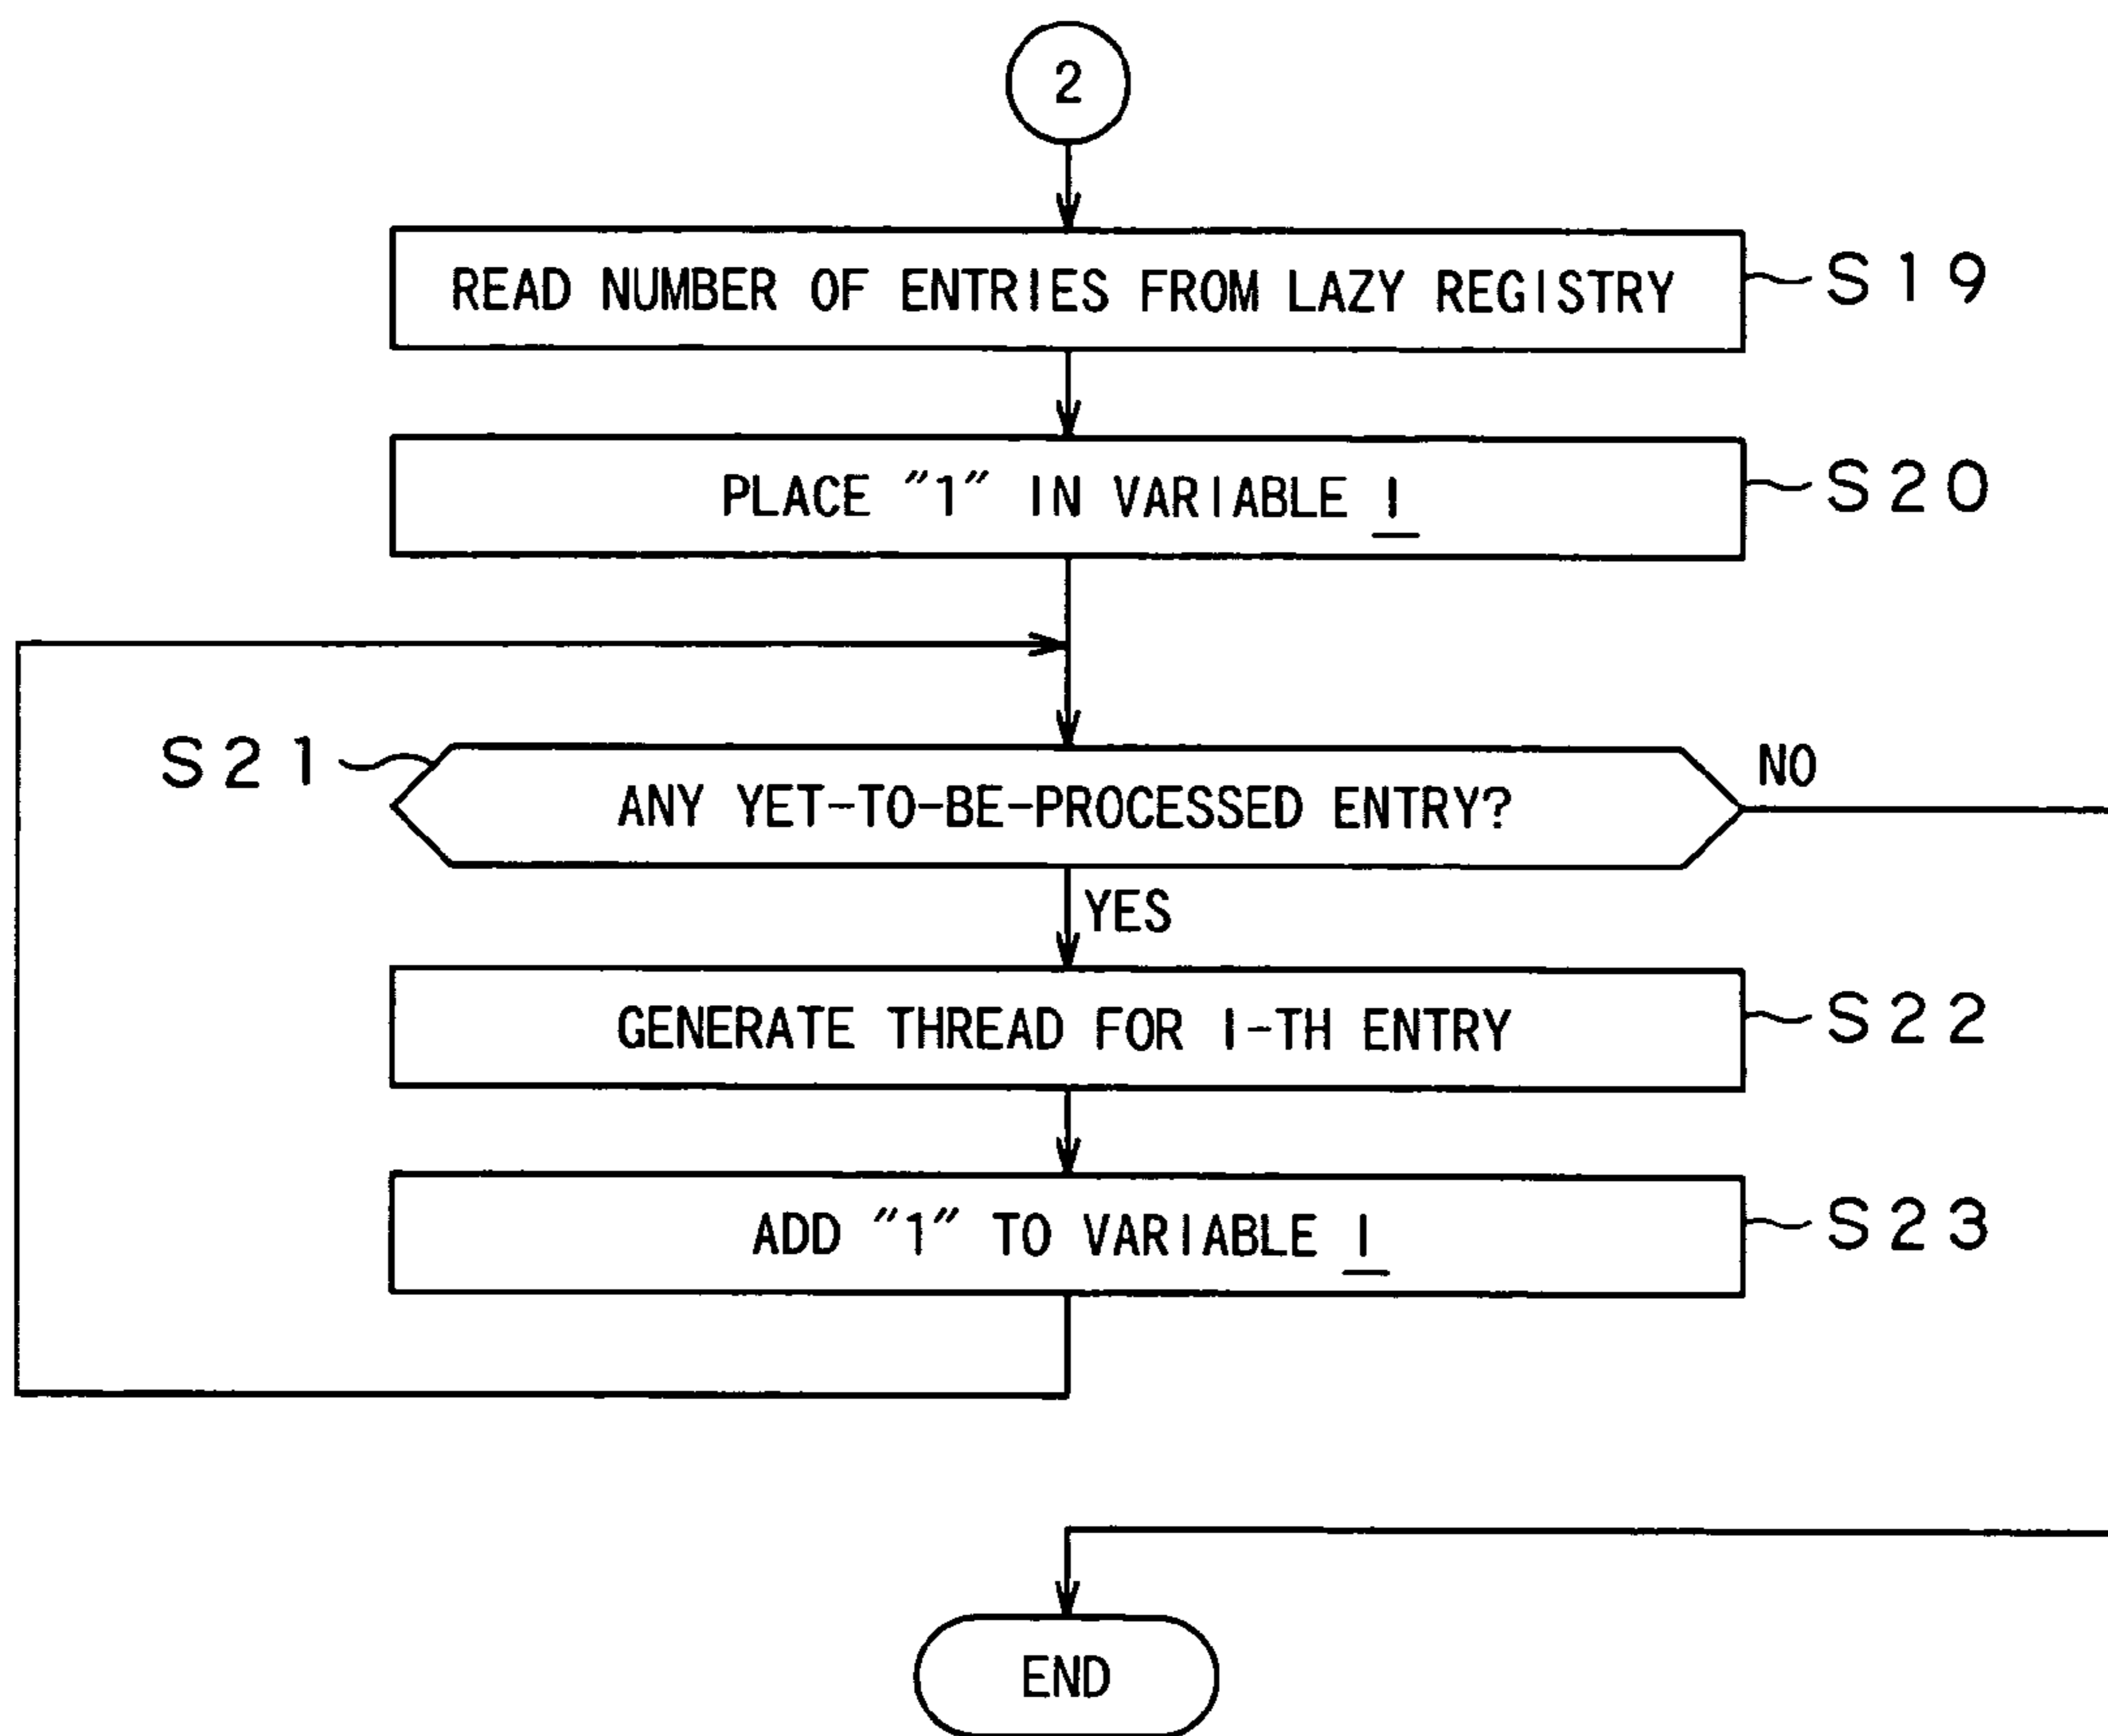 2
READ NUMBER OF ENTRIES FROM LAZY REGISTRY
S19
PLACE "1" IN VARIABLE I
S20
S21
ANY YET-TO-BE-PROCESSED ENTRY?
NO
YES
GENERATE THREAD FOR I-TH ENTRY
S22
ADD "1" TO VARIABLE I
S23
END